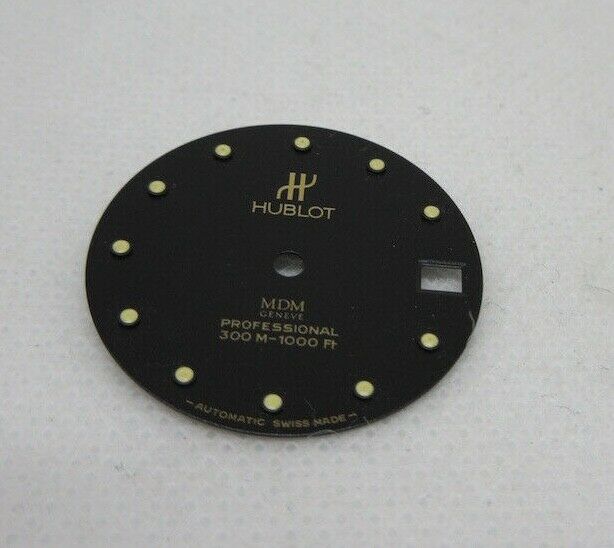 HUBLOT
MDM
GENEVE
PROFESSIONAL
300 M-1000 Ft
-AUTOMATIC SWISS MADE-